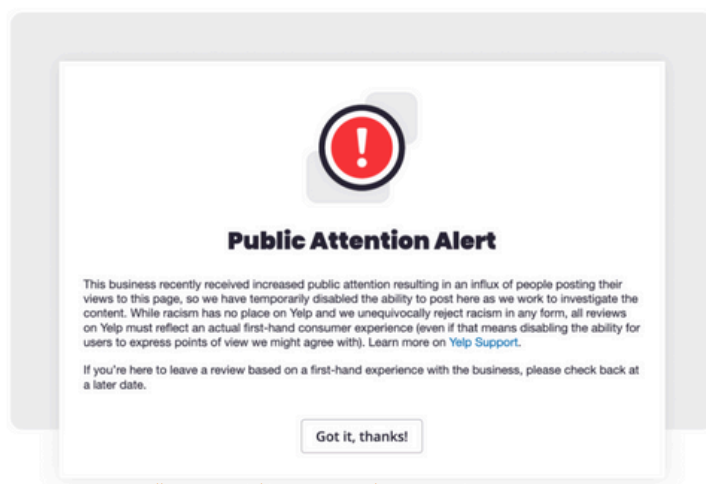 Public Attention Alert
This business recently received increased public attention resulting in an influx of people posting their
views to this page, so we have temporarily disabled the ability to post here as we work to investigate the
content. While racism has no place on Yelp and we unequivocally reject racism in any form, all reviews
on Yelp must reflect an actual first-hand consumer experience (even if that means disabling the ability for
users to express points of view we might agree with). Learn more on Yelp Support.
If you're here to leave a review based on a first-hand experience with the business, please check back at
a later date.
Got it, thanks!